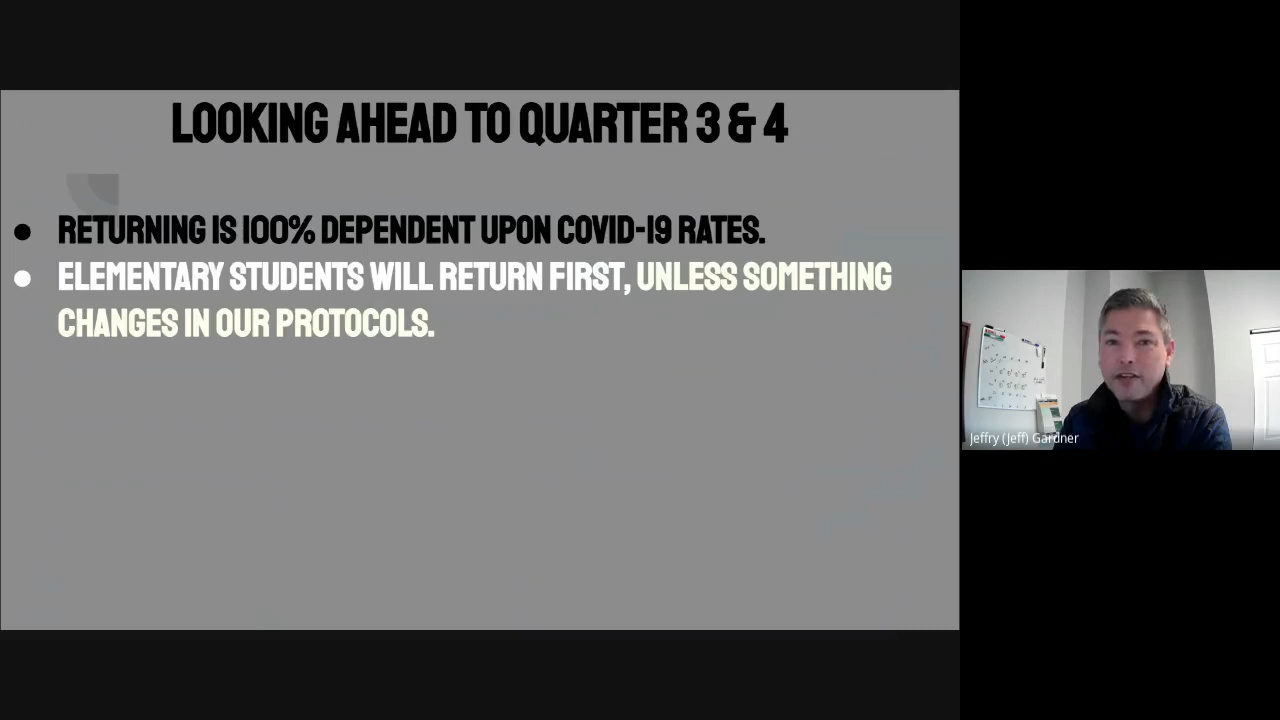 LOOKING AHEAD TO QUARTER 3 & 4
● RETURNING IS 100% DEPENDENT UPON COVID-19 RATES.
● ELEMENTARY STUDENTS WILL RETURN FIRST, UNLESS SOMETHING
CHANGES IN OUR PROTOCOLS.
Jeffry (Jeff) Gardner